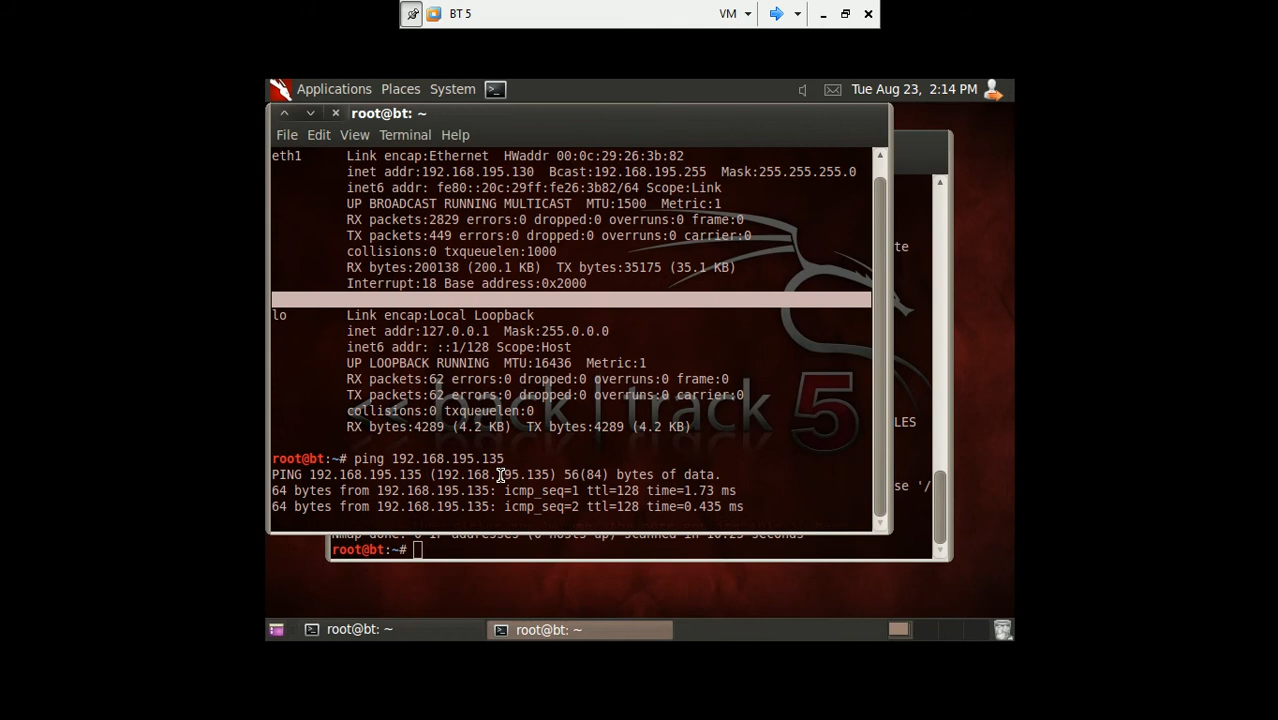 BT 5 VM
Applications Places System Tue Aug 23, 2:14 PM
root@bt: ~
File Edit View Terminal Help
eth1 Link encap:Ethernet HWaddr 00:0c:29:26:3b:82
inet addr:192.168.195.130 Bcast:192.168.195.255 Mask:255.255.255.0
inet6 addr: fe80::20c:29ff:fe26:3b82/64 Scope:Link
UP BROADCAST RUNNING MULTICAST MTU:1500 Metric:1
RX packets:2829 errors:0 dropped:0 overruns:0 frame:0
TX packets:449 errors:0 dropped:0 overruns:0 carrier:0
collisions:0 txqueuelen:1000
RX bytes:200138 (200.1 KB) TX bytes:35175 (35.1 KB)
Interrupt:18 Base address:0x2000
lo Link encap:Local Loopback
inet addr:127.0.0.1 Mask:255.0.0.0
inet6 addr: ::1/128 Scope:Host
UP LOOPBACK RUNNING MTU:16436 Metric:1
RX packets:62 errors:0 dropped:0 overruns:0 frame:0
TX packets:62 errors:0 dropped:0 overruns:0 carrier:0
collisions:0 txqueuelen:0
RX bytes:4289 (4.2 KB) TX bytes:4289 (4.2 KB)
root@bt:~# ping 192.168.195.135
PING 192.168.195.135 (192.168.195.135) 56(84) bytes of data.
64 bytes from 192.168.195.135: icmp_seq=1 ttl=128 time=1.73 ms
64 bytes from 192.168.195.135: icmp_seq=2 ttl=128 time=0.435 ms
te
LES
se '/
<< back | track 5
root@bt:~#
root@bt: ~ root@bt: ~